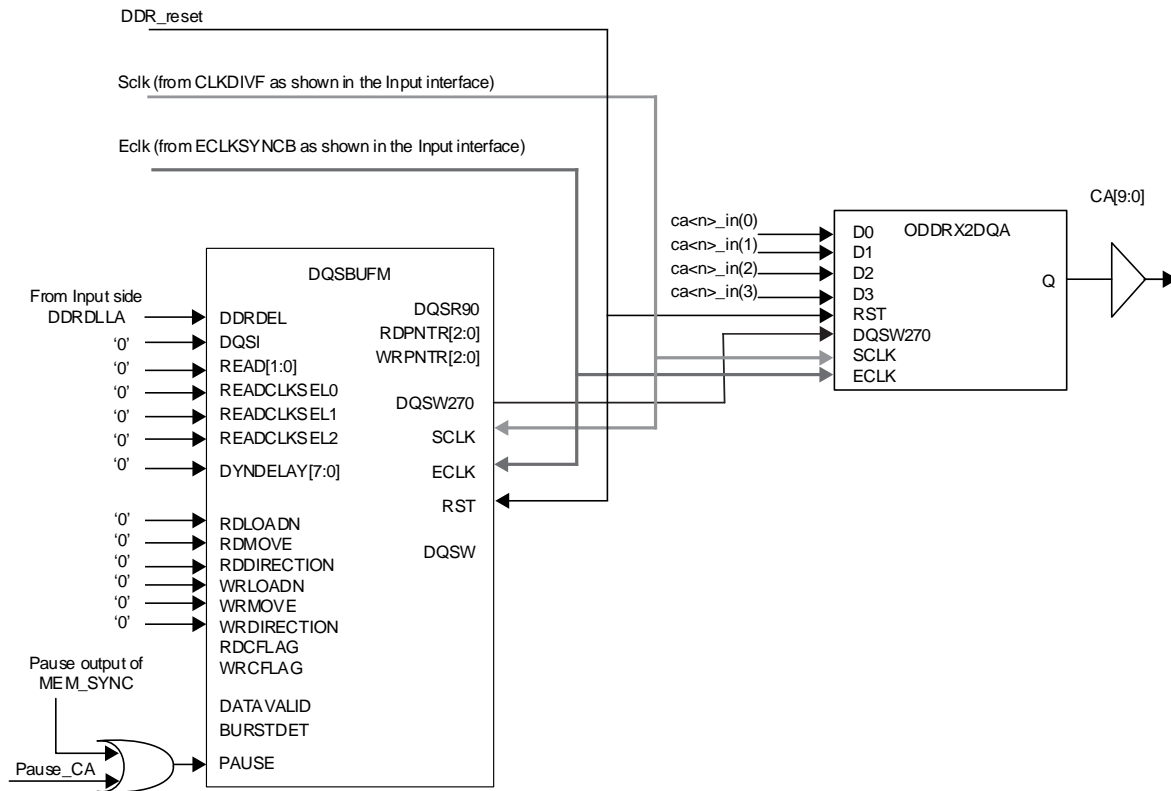 DDR_reset
Sclk (from CLKDIVF as shown in the Input interface)
Eclk (from ECLKSYNCB as shown in the Input interface)
CA[9:0]
ca<n>_in(0)
ca<n>_in(1)
ca<n>_in(2)
ca<n>_in(3)
ODDRX2DQA
D0
D1
D2
D3
RST
DQSW270
SCLK
ECLK
Q
DQSBUFM
From Input side
DDRDLLA
'0'
'0'
'0'
'0'
'0'
'0'
DDRDEL
DQSI
READ[1:0]
READCLKSEL0
READCLKSEL1
READCLKSEL2
DYNDELAY[7:0]
DQSR90
RDPNTR[2:0]
WRPNTR[2:0]
DQSW270
SCLK
ECLK
RST
DQSW
'0'
'0'
'0'
'0'
'0'
'0'
RDLOADN
RDMOVE
RDDIRECTION
WRLOADN
WRMOVE
WRDIRECTION
RDCFLAG
WRCFLAG
DATAVALID
BURSTDET
PAUSE
Pause output of
MEM_SYNC
Pause_CA